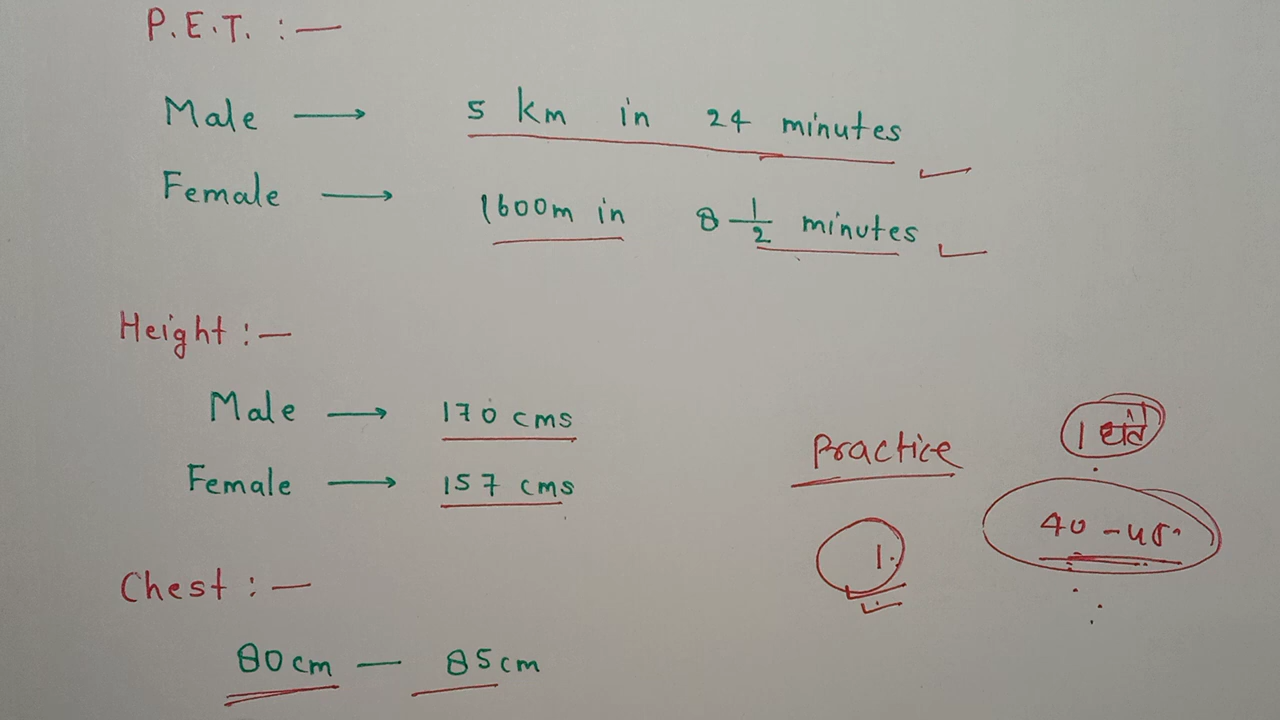 P.E.T. :—
Male → 5 km in 24 minutes
Female → 1600m in 8 1/2 minutes
Height :—
Male → 170 cms
Female → 157 cms
Practice
1 घंटे
40 - 45
1.
Chest :—
80cm — 85cm